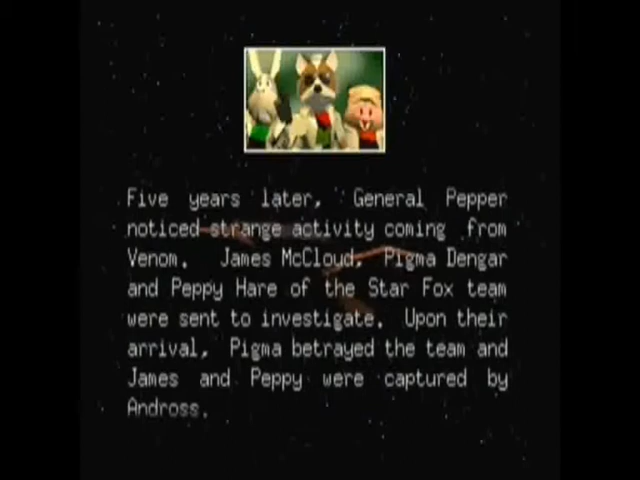 Five years later, General Pepper
noticed strange activity coming from
Venom. James McCloud, Pigma Dengar
and Peppy Hare of the Star Fox team
were sent to investigate. Upon their
arrival, Pigma betrayed the team and
James and Peppy were captured by
Andross.